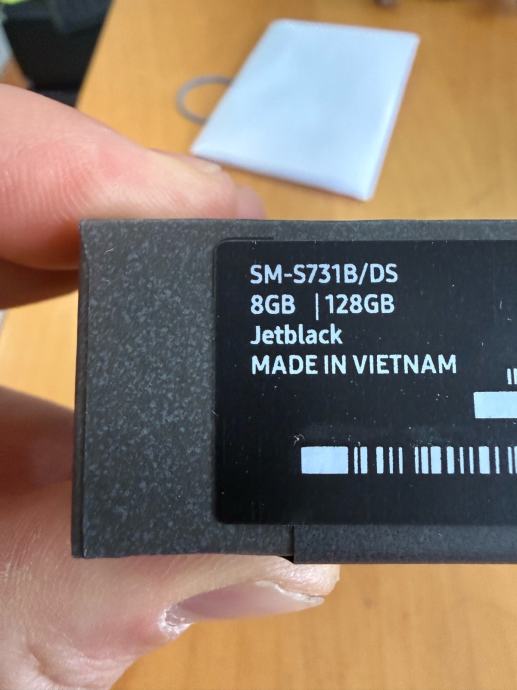 SM-S731B/DS
8GB | 128GB
Jetblack
MADE IN VIETNAM